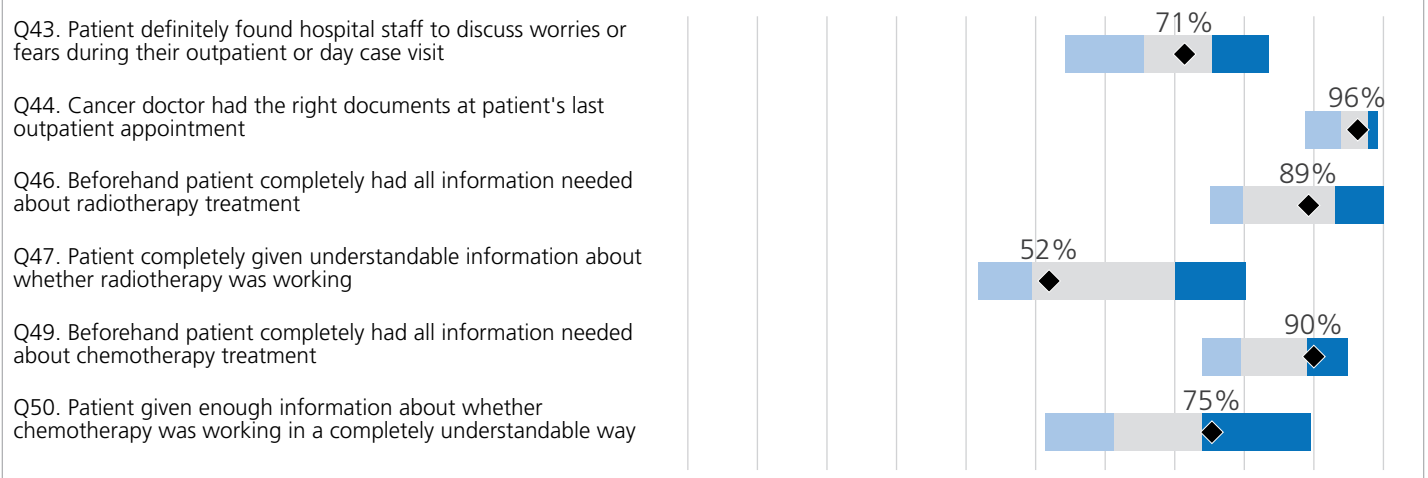 71%
Q43. Patient definitely found hospital staff to discuss worries or
fears during their outpatient or day case visit
96%
Q44. Cancer doctor had the right documents at patient's last
outpatient appointment
89%
Q46. Beforehand patient completely had all information needed
about radiotherapy treatment
52%
Q47. Patient completely given understandable information about
whether radiotherapy was working
90%
Q49. Beforehand patient completely had all information needed
about chemotherapy treatment
75%
Q50. Patient given enough information about whether
chemotherapy was working in a completely understandable way